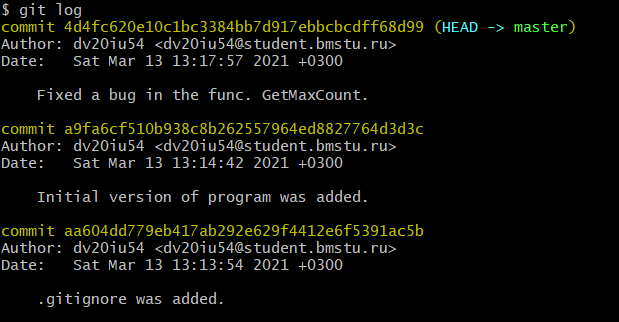 $ git log
commit 4d4fc620e10c1bc3384bb7d917ebbcbcdff68d99 (HEAD -> master)
Author: dv20iu54 <dv20iu54@student.bmstu.ru>
Date:   Sat Mar 13 13:17:57 2021 +0300
Fixed a bug in the func. GetMaxCount.
commit a9fa6cf510b938c8b262557964ed8827764d3d3c
Author: dv20iu54 <dv20iu54@student.bmstu.ru>
Date:   Sat Mar 13 13:14:42 2021 +0300
Initial version of program was added.
commit aa604dd779eb417ab292e629f4412e6f5391ac5b
Author: dv20iu54 <dv20iu54@student.bmstu.ru>
Date:   Sat Mar 13 13:13:54 2021 +0300
.gitignore was added.